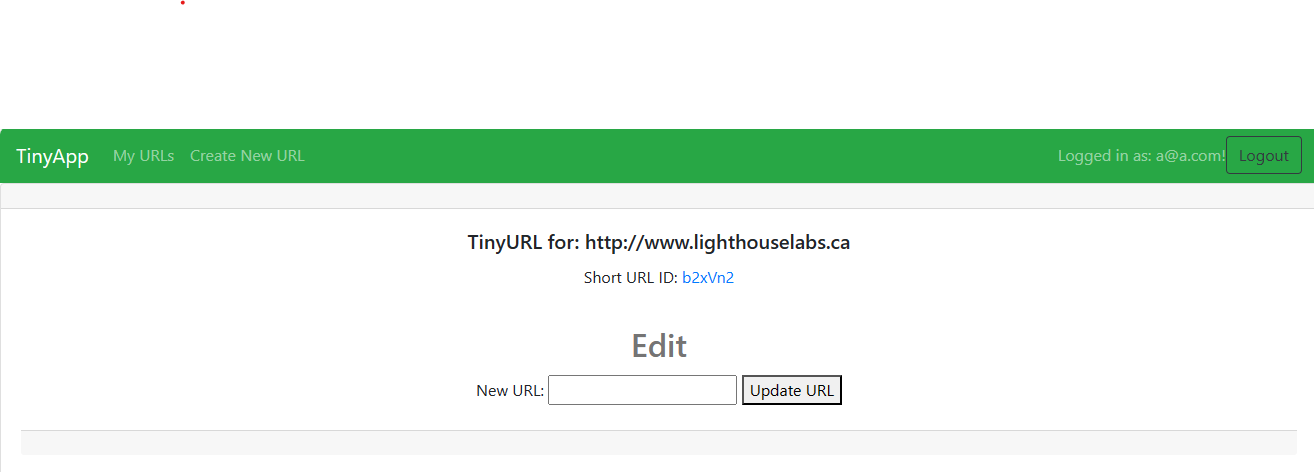 TinyApp My URLs Create New URL Logged in as: a@a.com! Logout
TinyURL for: http://www.lighthouselabs.ca
Short URL ID: b2xVn2
Edit
New URL: Update URL